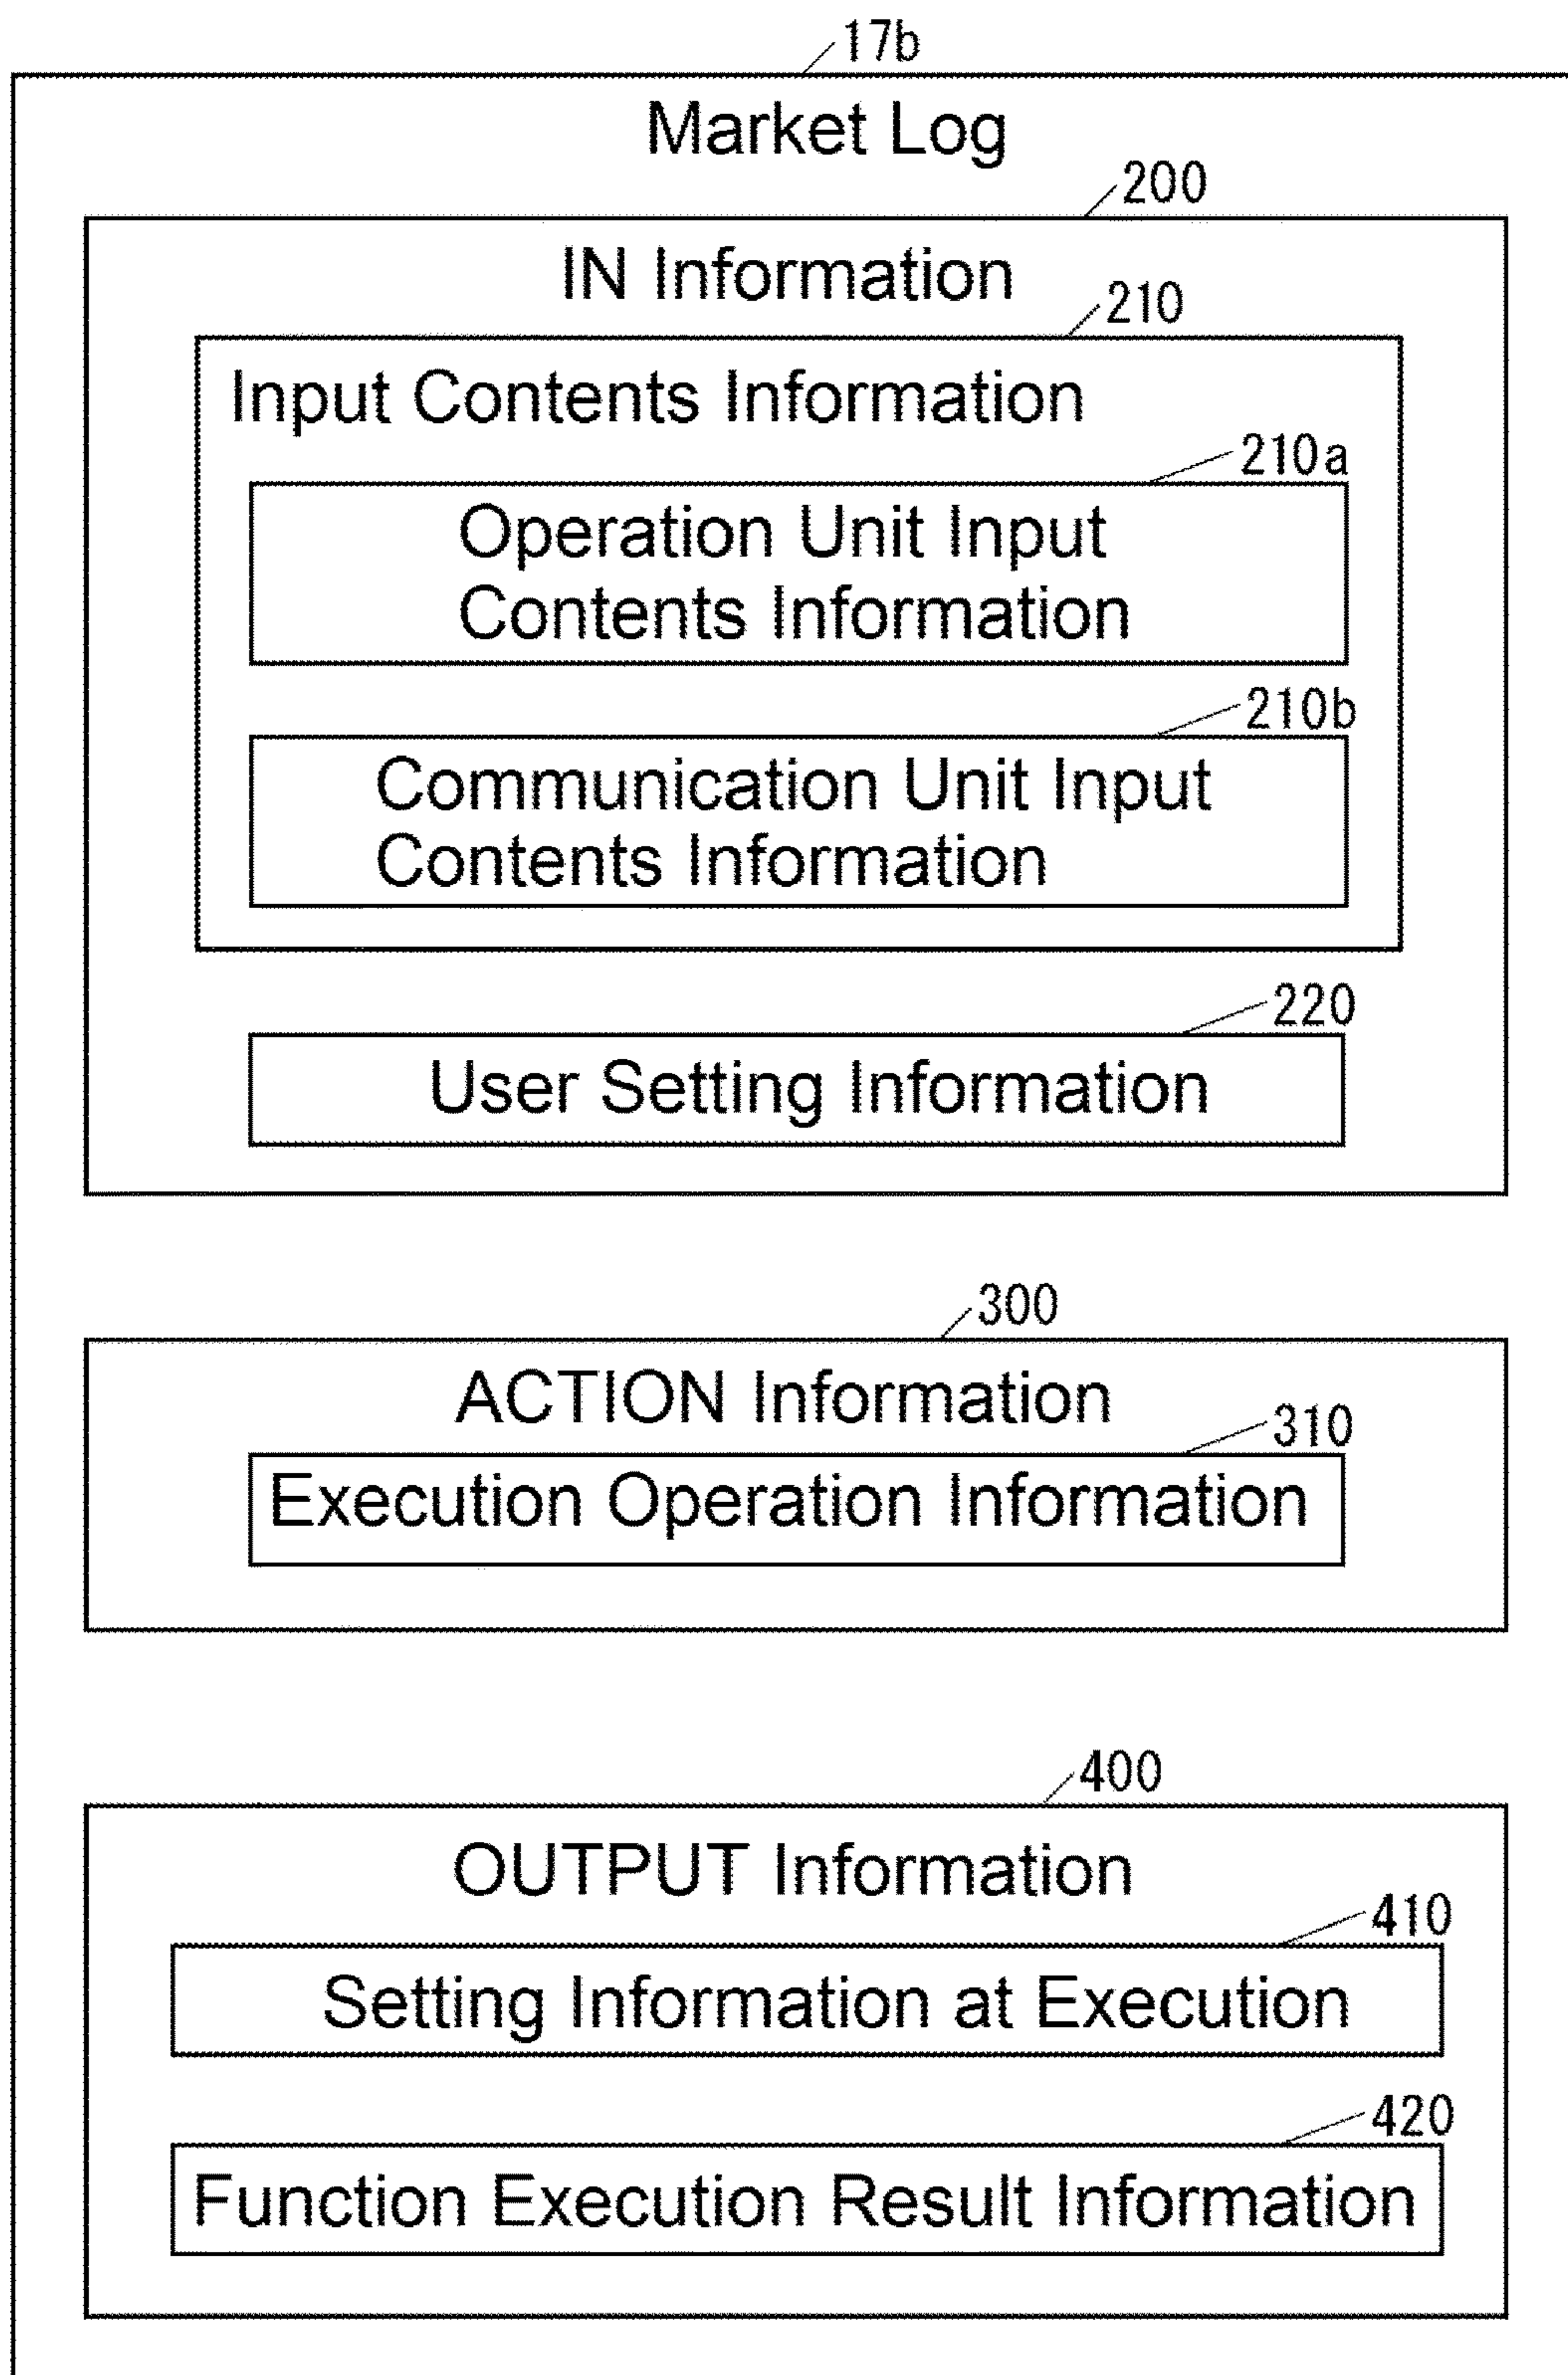 17b
Market Log
200
IN Information
210
Input Contents Information
210a
Operation Unit Input
Contents Information
210b
Communication Unit Input
Contents Information
220
User Setting Information
300
ACTION Information
310
Execution Operation Information
400
OUTPUT Information
410
Setting Information at Execution
420
Function Execution Result Information